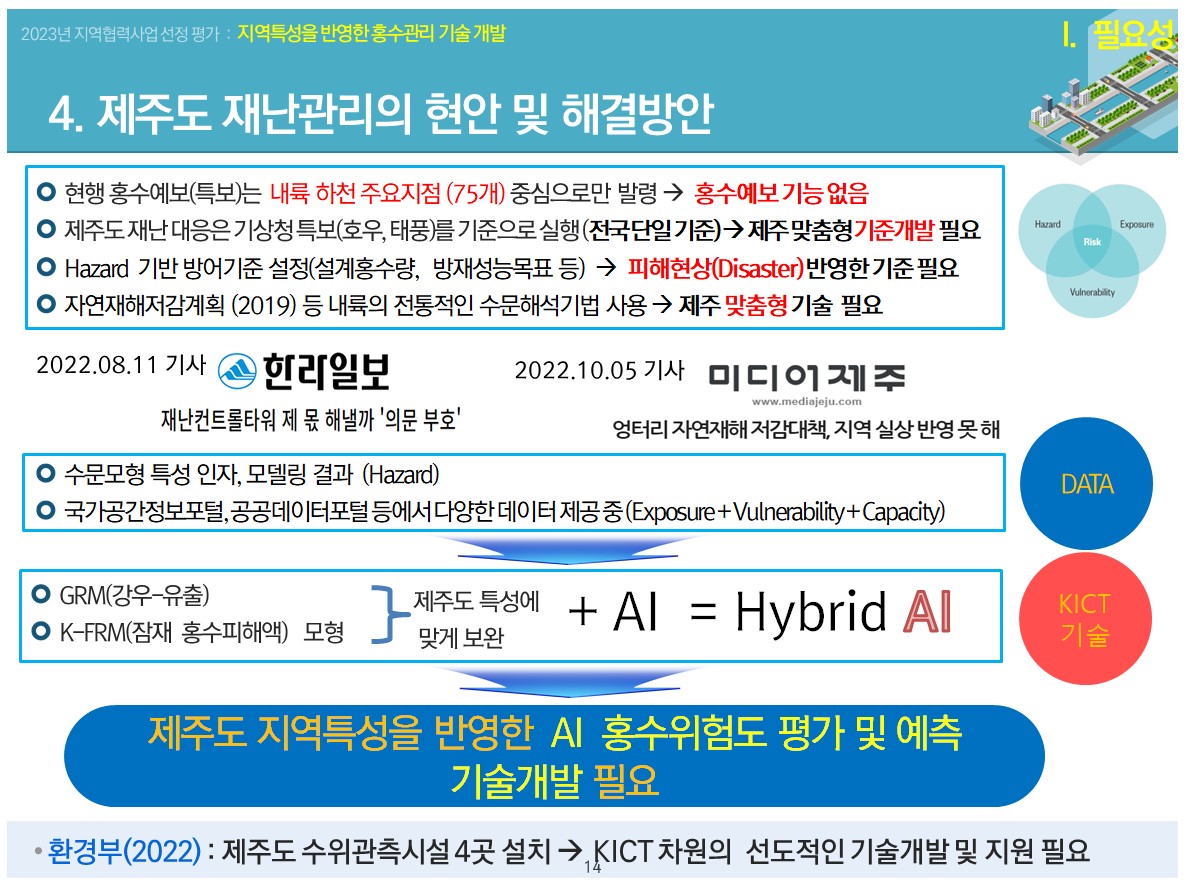 2023년 지역협력사업 선정 평가 : 지역특성을 반영한 홍수관리 기술 개발
I. 필요성
4. 제주도 재난관리의 현안 및 해결방안
현행 홍수예보(특보)는 내륙 하천 주요지점 (75개) 중심으로만 발령 → 홍수예보 기능 없음
제주도 재난 대응은 기상청 특보(호우, 태풍)를 기준으로 실행 (전국 단일 기준) → 제주 맞춤형 기준개발 필요
Hazard 기반 방어기준 설정(설계홍수량, 방재성능목표 등) → 피해현상(Disaster) 반영한 기준 필요
자연재해저감계획 (2019) 등 내륙의 전통적인 수문해석기법 사용 → 제주 맞춤형 기술 필요
Hazard
Exposure
Risk
Vulnerability
2022.08.11 기사 한라일보
재난컨트롤타워 제 몫 해낼까 '의문 부호'
2022.10.05 기사 미디어제주
www.mediajeju.com
엉터리 자연재해 저감대책, 지역 실상 반영 못 해
수문모형 특성 인자, 모델링 결과 (Hazard)
국가공간정보포털, 공공데이터포털 등에서 다양한 데이터 제공 중 (Exposure + Vulnerability + Capacity)
DATA
GRM(강우-유출)
K-FRM(잠재 홍수피해액) 모형
제주도 특성에
맞게 보완
+ AI = Hybrid AI
KICT
기술
제주도 지역특성을 반영한 AI 홍수위험도 평가 및 예측
기술개발 필요
• 환경부(2022) : 제주도 수위관측시설 4곳 설치 → KICT 차원의 선도적인 기술개발 및 지원 필요
14